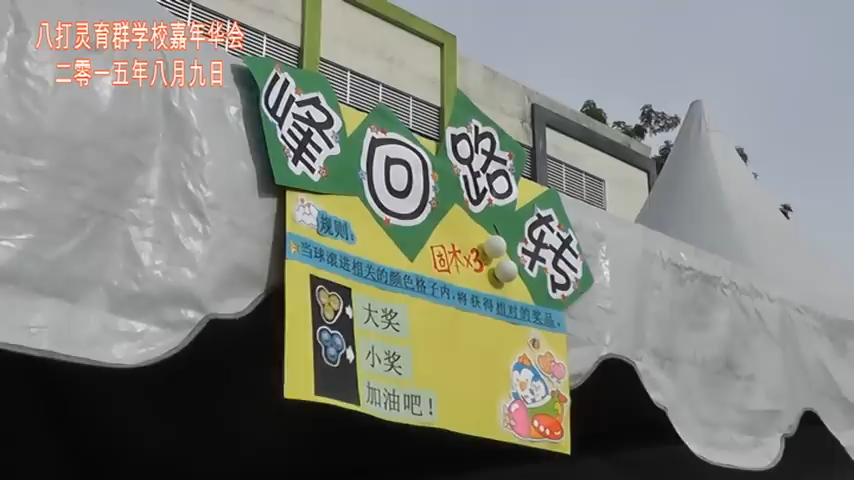 八打灵育群学校嘉年华会
二零一五年八月九日
峰回路转
规则:
固本x3
当球滚进相关的颜色格子内,将获得相对的奖品。
大奖
小奖
加油吧!